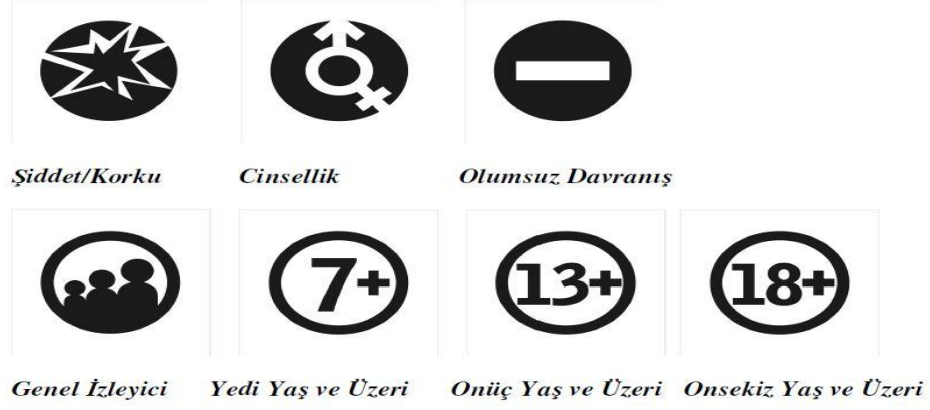 Şiddet/Korku Cinsellik Olumsuz Davranış
7+ 13+ 18+
Genel İzleyici Yedi Yaş ve Üzeri Onüç Yaş ve Üzeri Onsekiz Yaş ve Üzeri